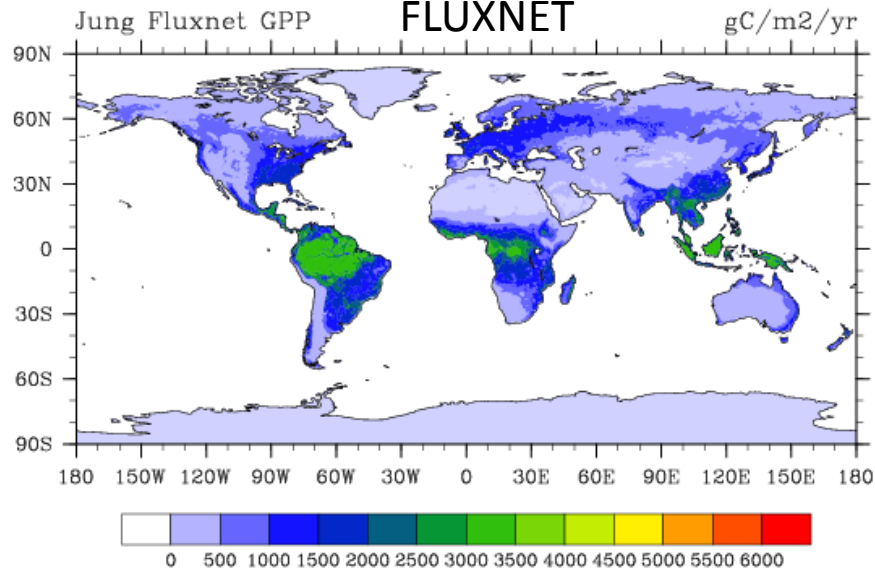 Jung Fluxnet GPP FLUXNET gC/m2/yr
90N
60N
30N
0
30S
60S
90S
180 150W 120W 90W 60W 30W 0 30E 60E 90E 120E 150E 180
0 500 1000 1500 2000 2500 3000 3500 4000 4500 5000 5500 6000